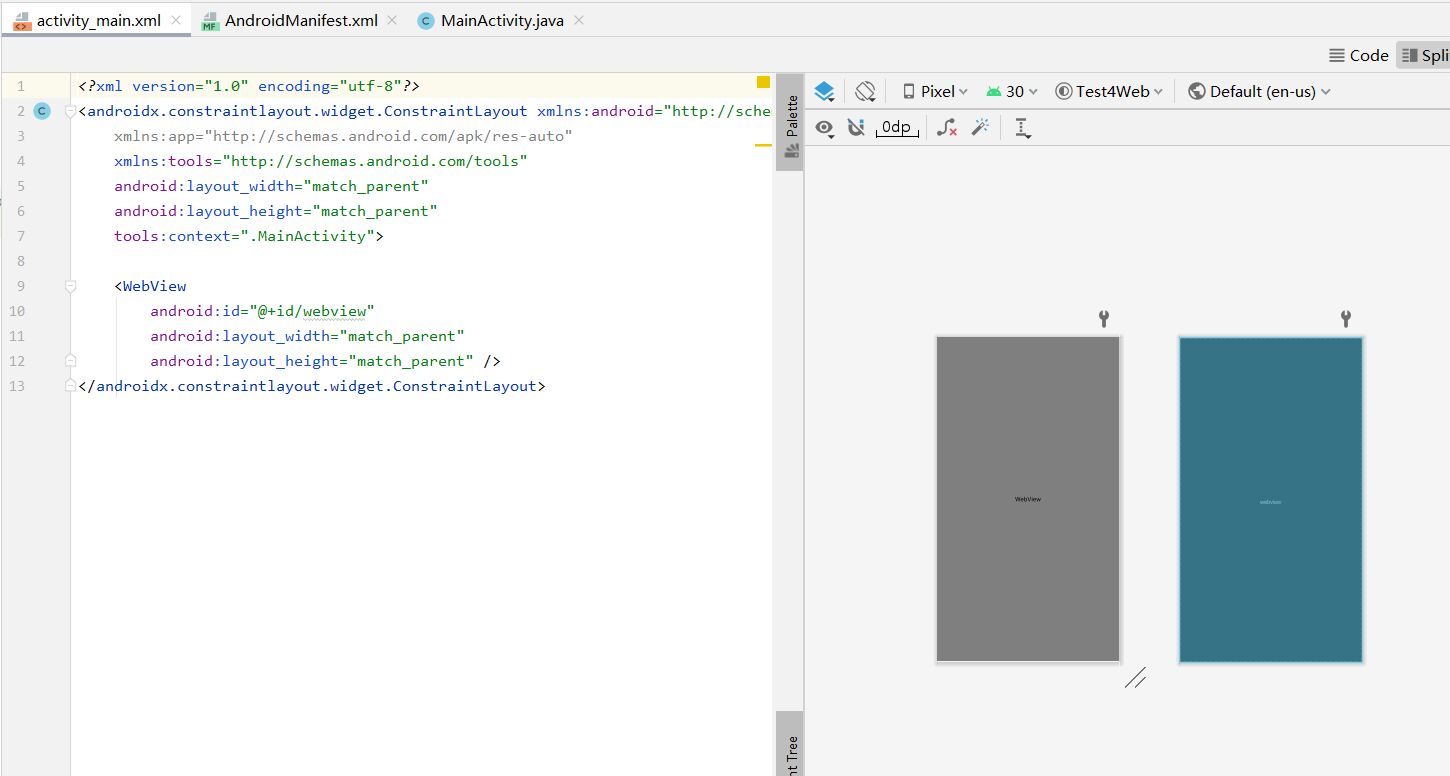 activity_main.xml
AndroidManifest.xml
MainActivity.java
Code
Spli
1 <?xml version="1.0" encoding="utf-8"?>
2 <androidx.constraintlayout.widget.ConstraintLayout xmlns:android="http://sche
3 xmlns:app="http://schemas.android.com/apk/res-auto"
4 xmlns:tools="http://schemas.android.com/tools"
5 android:layout_width="match_parent"
6 android:layout_height="match_parent"
7 tools:context=".MainActivity">
8
9 <WebView
10 android:id="@+id/webview"
11 android:layout_width="match_parent"
12 android:layout_height="match_parent" />
13 </androidx.constraintlayout.widget.ConstraintLayout>
Palette
nt Tree
Pixel
30
Test4Web
Default (en-us)
0dp
WebView
webview